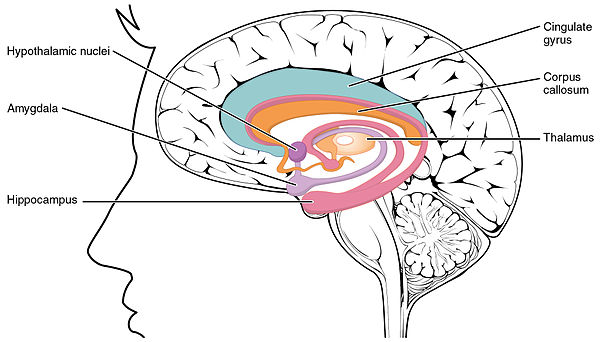 Cingulate
gyrus
Hypothalamic nuclei
Corpus
callosum
Amygdala
Thalamus
Hippocampus